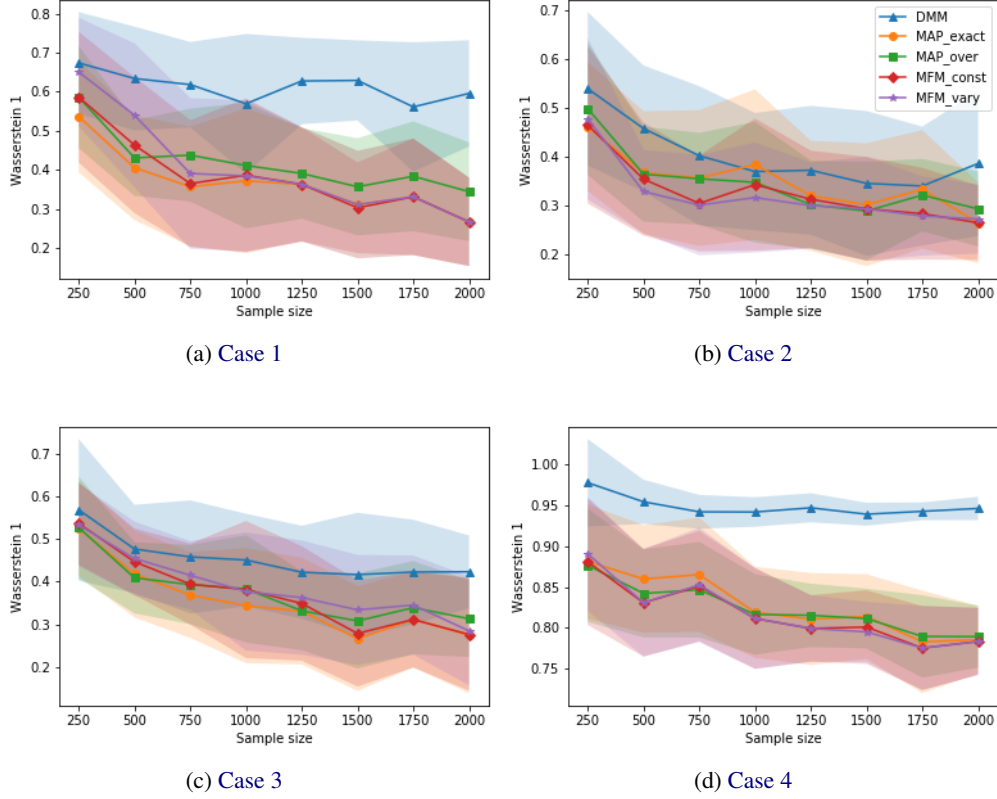 0.8
0.7
0.6
0.5
0.4
0.3
0.2
Wasserstein 1
250 500 750 1000 1250 1500 1750 2000
Sample size
(a) Case 1
0.7
0.6
0.5
0.4
0.3
0.2
Wasserstein 1
DMM
MAP_exact
MAP_over
MFM_const
MFM_vary
250 500 750 1000 1250 1500 1750 2000
Sample size
(b) Case 2
0.7
0.6
0.5
0.4
0.3
0.2
Wasserstein 1
250 500 750 1000 1250 1500 1750 2000
Sample size
(c) Case 3
1.00
0.95
0.90
0.85
0.80
0.75
Wasserstein 1
250 500 750 1000 1250 1500 1750 2000
Sample size
(d) Case 4